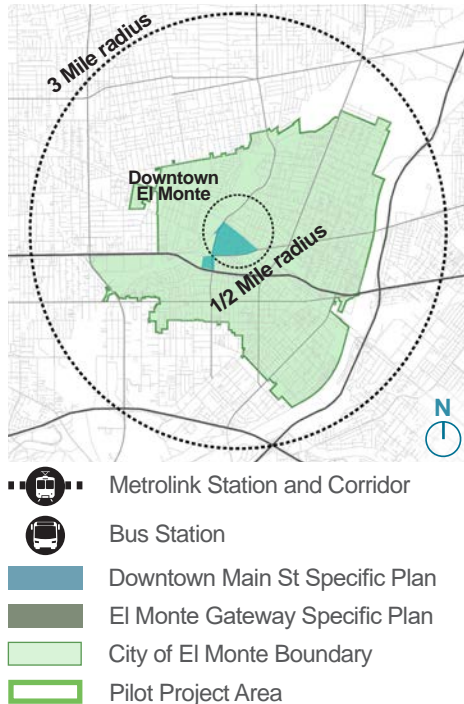 3 Mile radius
Downtown
El Monte
1/2 Mile radius
N
Metrolink Station and Corridor
Bus Station
Downtown Main St Specific Plan
El Monte Gateway Specific Plan
City of El Monte Boundary
Pilot Project Area